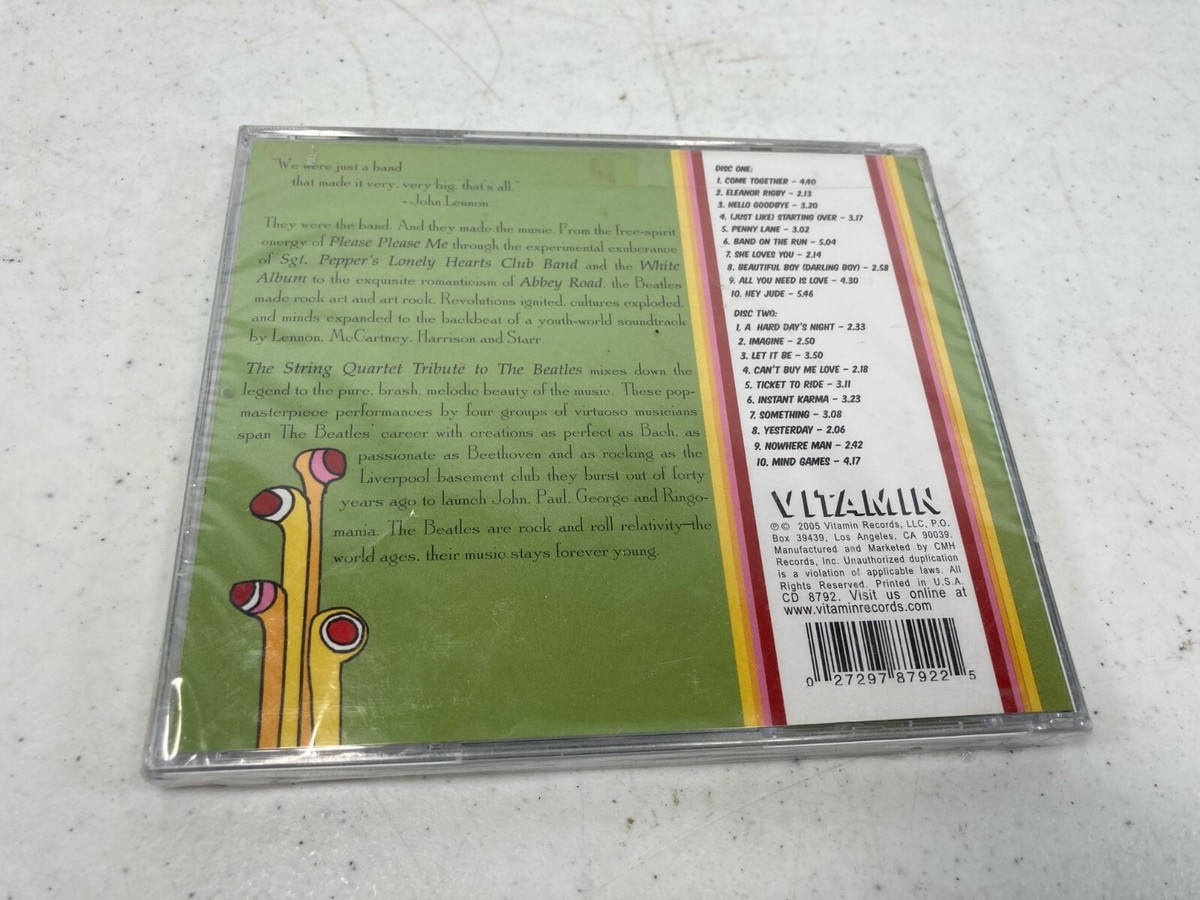 "We were just a band
that made it very, very big, that's all."
- John Lennon
They were the band. And they made the music. From the free-spirit
energy of Please Please Me through the experimental exuberance
of Sgt. Pepper's Lonely Hearts Club Band and the White
Album to the exquisite romanticism of Abbey Road, the Beatles
made rock art and art rock. Revolutions ignited, cultures exploded,
and minds expanded to the backbeat of a youth-world soundtrack
by Lennon, McCartney, Harrison and Starr.
The String Quartet Tribute to The Beatles mixes down the
legend to the pure, brash, melodic beauty of the music. These pop-
masterpiece performances by four groups of virtuoso musicians
span The Beatles' career with creations as perfect as Bach, as
passionate as Beethoven and as rocking as the
Liverpool basement club they burst out of forty
years ago to launch John, Paul, George and Ringo-
mania. The Beatles are rock and roll relativity—the
world ages, their music stays forever young.
DISC ONE:
1. COME TOGETHER - 4.40
2. ELEANOR RIGBY - 2.13
3. HELLO GOODBYE - 3.20
4. (JUST LIKE) STARTING OVER - 3.17
5. PENNY LANE - 3.02
6. BAND ON THE RUN - 5.04
7. SHE LOVES YOU - 2.14
8. BEAUTIFUL BOY (DARLING BOY) - 2.58
9. ALL YOU NEED IS LOVE - 4.30
10. HEY JUDE - 5.46
DISC TWO:
1. A HARD DAY'S NIGHT - 2.33
2. IMAGINE - 2.50
3. LET IT BE - 3.50
4. CAN'T BUY ME LOVE - 2.18
5. TICKET TO RIDE - 3.11
6. INSTANT KARMA - 3.23
7. SOMETHING - 3.08
8. YESTERDAY - 2.06
9. NOWHERE MAN - 2.42
10. MIND GAMES - 4.17
VITAMIN
℗© 2005 Vitamin Records, LLC, P.O.
Box 39439, Los Angeles, CA 90039.
Manufactured and Marketed by CMH
Records, Inc. Unauthorized duplication
is a violation of applicable laws. All
Rights Reserved. Printed in U.S.A.
CD 8792. Visit us online at
www.vitaminrecords.com
0 27297 87922 5